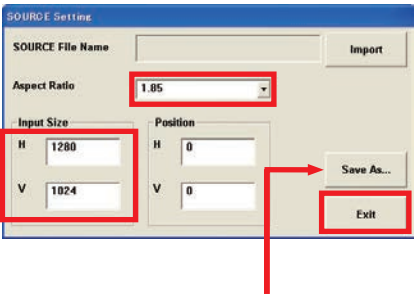 SOURCE Setting
SOURCE File Name
Import
Aspect Ratio
1.85
Input Size
Position
H 1280
H 0
Save As...
V 1024
V 0
Exit